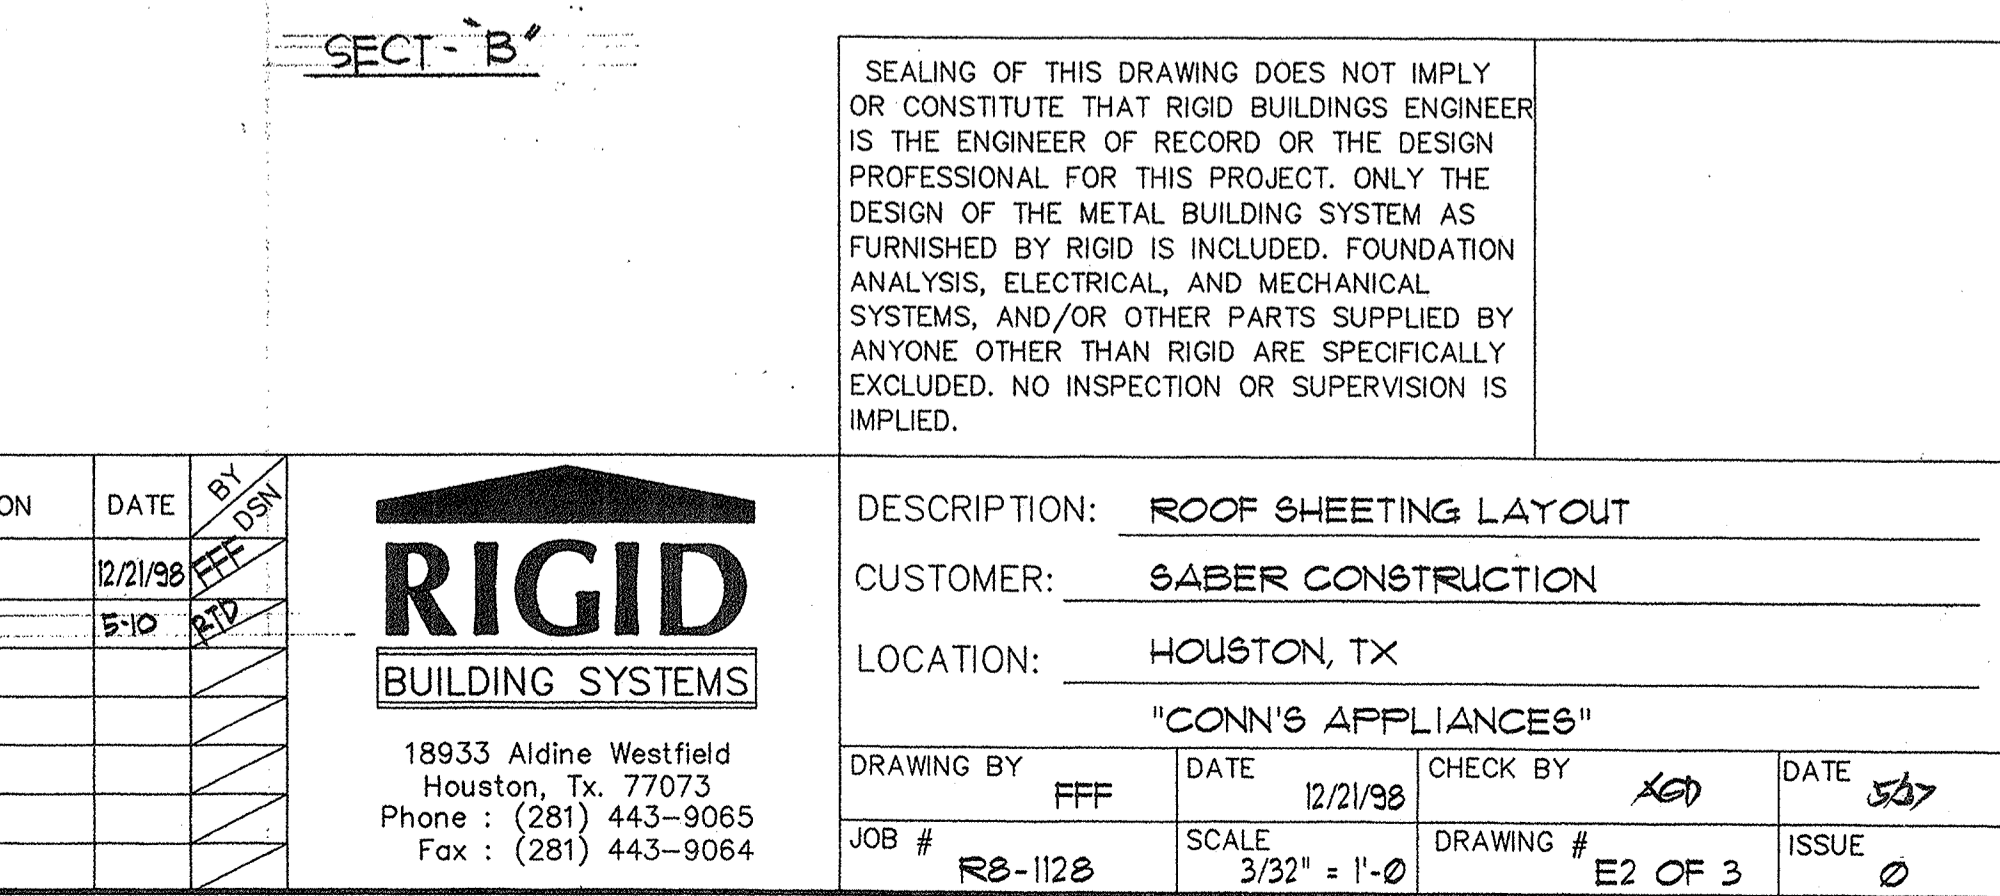 SECT-"B"
SEALING OF THIS DRAWING DOES NOT IMPLY
OR CONSTITUTE THAT RIGID BUILDINGS ENGINEER
IS THE ENGINEER OF RECORD OR THE DESIGN
PROFESSIONAL FOR THIS PROJECT. ONLY THE
DESIGN OF THE METAL BUILDING SYSTEM AS
FURNISHED BY RIGID IS INCLUDED. FOUNDATION
ANALYSIS, ELECTRICAL, AND MECHANICAL
SYSTEMS, AND/OR OTHER PARTS SUPPLIED BY
ANYONE OTHER THAN RIGID ARE SPECIFICALLY
EXCLUDED. NO INSPECTION OR SUPERVISION IS
IMPLIED.
ON DATE BY DSN
12/21/98 FFF
5-10 RTD
RIGID
BUILDING SYSTEMS
18933 Aldine Westfield
Houston, Tx. 77073
Phone : (281) 443-9065
Fax : (281) 443-9064
DESCRIPTION: ROOF SHEETING LAYOUT
CUSTOMER: SABER CONSTRUCTION
LOCATION: HOUSTON, TX
"CONN'S APPLIANCES"
DRAWING BY FFF DATE 12/21/98 CHECK BY DATE
JOB # R8-1128 SCALE 3/32" = 1'-0 DRAWING # E2 OF 3 ISSUE 0